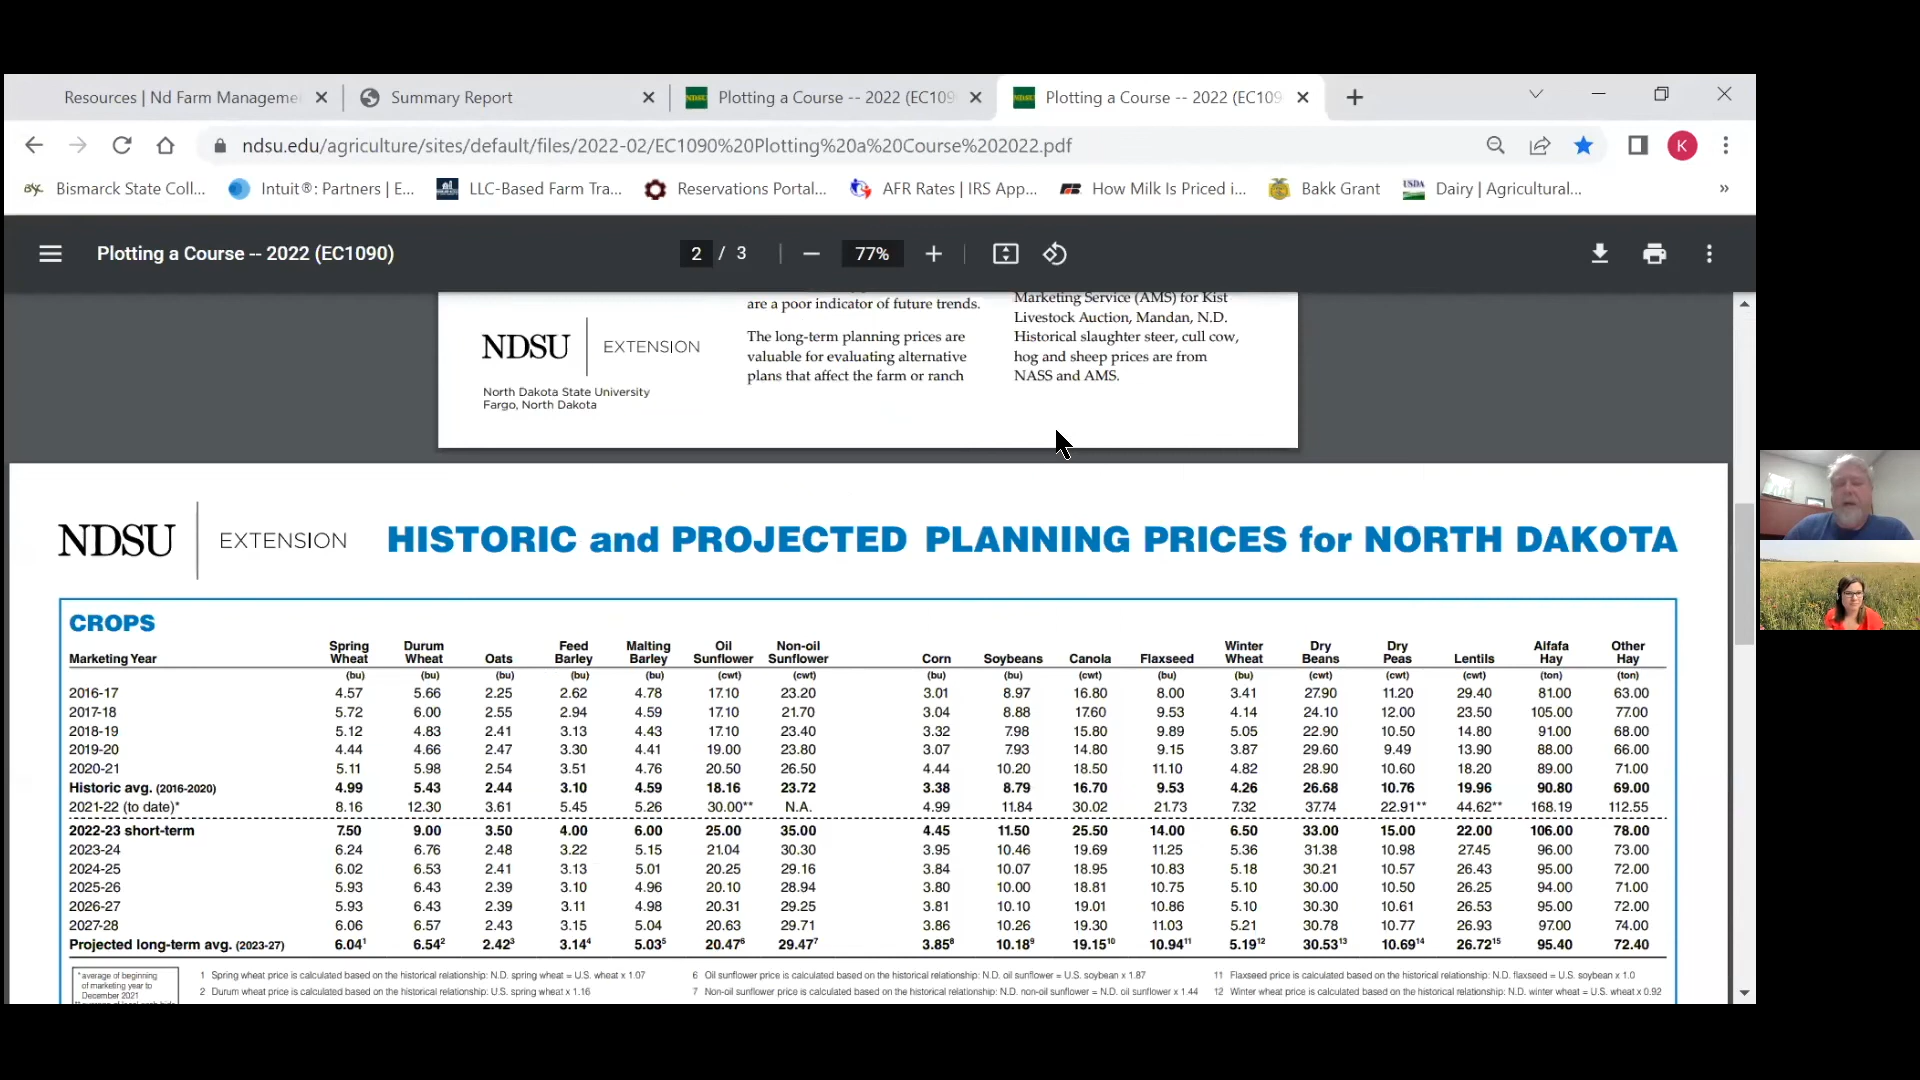 Resources | Nd Farm Manageme
Summary Report
Plotting a Course -- 2022 (EC109
Plotting a Course -- 2022 (EC109
ndsu.edu/agriculture/sites/default/files/2022-02/EC1090%20Plotting%20a%20Course%202022.pdf
K
Bismarck State Coll...
Intuit®: Partners | E...
LLC-Based Farm Tra...
Reservations Portal...
AFR Rates | IRS App...
How Milk Is Priced i...
Bakk Grant
USDA
Dairy | Agricultural...
»
Plotting a Course -- 2022 (EC1090)
2 / 3
77%
are a poor indicator of future trends.
The long-term planning prices are
valuable for evaluating alternative
plans that affect the farm or ranch
Marketing Service (AMS) for Kist
Livestock Auction, Mandan, N.D.
Historical slaughter steer, cull cow,
hog and sheep prices are from
NASS and AMS.
NDSU EXTENSION
North Dakota State University
Fargo, North Dakota
NDSU EXTENSION HISTORIC and PROJECTED PLANNING PRICES for NORTH DAKOTA
CROPS
Spring Durum Feed Malting Oil Non-oil Winter Dry Dry Alfafa Other
Marketing Year Wheat Wheat Oats Barley Barley Sunflower Sunflower Corn Soybeans Canola Flaxseed Wheat Beans Peas Lentils Hay Hay
(bu) (bu) (bu) (bu) (bu) (cwt) (cwt) (bu) (bu) (cwt) (bu) (bu) (cwt) (cwt) (cwt) (ton) (ton)
2016-17 4.57 5.66 2.25 2.62 4.78 17.10 23.20 3.01 8.97 16.80 8.00 3.41 27.90 11.20 29.40 81.00 63.00
2017-18 5.72 6.00 2.55 2.94 4.59 17.10 21.70 3.04 8.88 17.60 9.53 4.14 24.10 12.00 23.50 105.00 77.00
2018-19 5.12 4.83 2.41 3.13 4.43 17.10 23.40 3.32 7.98 15.80 9.89 5.05 22.90 10.50 14.80 91.00 68.00
2019-20 4.44 4.66 2.47 3.30 4.41 19.00 23.80 3.07 7.93 14.80 9.15 3.87 29.60 9.49 13.90 88.00 66.00
2020-21 5.11 5.98 2.54 3.51 4.76 20.50 26.50 4.44 10.20 18.50 11.10 4.82 28.90 10.60 18.20 89.00 71.00
Historic avg. (2016-2020) 4.99 5.43 2.44 3.10 4.59 18.16 23.72 3.38 8.79 16.70 9.53 4.26 26.68 10.76 19.96 90.80 69.00
2021-22 (to date)* 8.16 12.30 3.61 5.45 5.26 30.00** N.A. 4.99 11.84 30.02 21.73 7.32 37.74 22.91** 44.62** 168.19 112.55
2022-23 short-term 7.50 9.00 3.50 4.00 6.00 25.00 35.00 4.45 11.50 25.50 14.00 6.50 33.00 15.00 22.00 106.00 78.00
2023-24 6.24 6.76 2.48 3.22 5.15 21.04 30.30 3.95 10.46 19.69 11.25 5.36 31.38 10.98 27.45 96.00 73.00
2024-25 6.02 6.53 2.41 3.13 5.01 20.25 29.16 3.84 10.07 18.95 10.83 5.18 30.21 10.57 26.43 95.00 72.00
2025-26 5.93 6.43 2.39 3.10 4.96 20.10 28.94 3.80 10.00 18.81 10.75 5.10 30.00 10.50 26.25 94.00 71.00
2026-27 5.93 6.43 2.39 3.11 4.98 20.31 29.25 3.81 10.10 19.01 10.86 5.10 30.30 10.61 26.53 95.00 72.00
2027-28 6.06 6.57 2.43 3.15 5.04 20.63 29.71 3.86 10.26 19.30 11.03 5.21 30.78 10.77 26.93 97.00 74.00
Projected long-term avg. (2023-27) 6.04¹ 6.54² 2.42³ 3.14⁴ 5.03⁵ 20.47⁶ 29.47⁷ 3.85⁸ 10.18⁹ 19.15¹⁰ 10.94¹¹ 5.19¹² 30.53¹³ 10.69¹⁴ 26.72¹⁵ 95.40 72.40
*average of beginning
of marketing year to
December 2021
1 Spring wheat price is calculated based on the historical relationship: N.D. spring wheat = U.S. wheat x 1.07
2 Durum wheat price is calculated based on the historical relationship: U.S. spring wheat x 1.16
6 Oil sunflower price is calculated based on the historical relationship: N.D. oil sunflower = U.S. soybean x 1.87
7 Non-oil sunflower price is calculated based on the historical relationship: N.D. non-oil sunflower = N.D. oil sunflower x 1.44
11 Flaxseed price is calculated based on the historical relationship: N.D. flaxseed = U.S. soybean x 1.0
12 Winter wheat price is calculated based on the historical relationship: N.D. winter wheat = U.S. wheat x 0.92